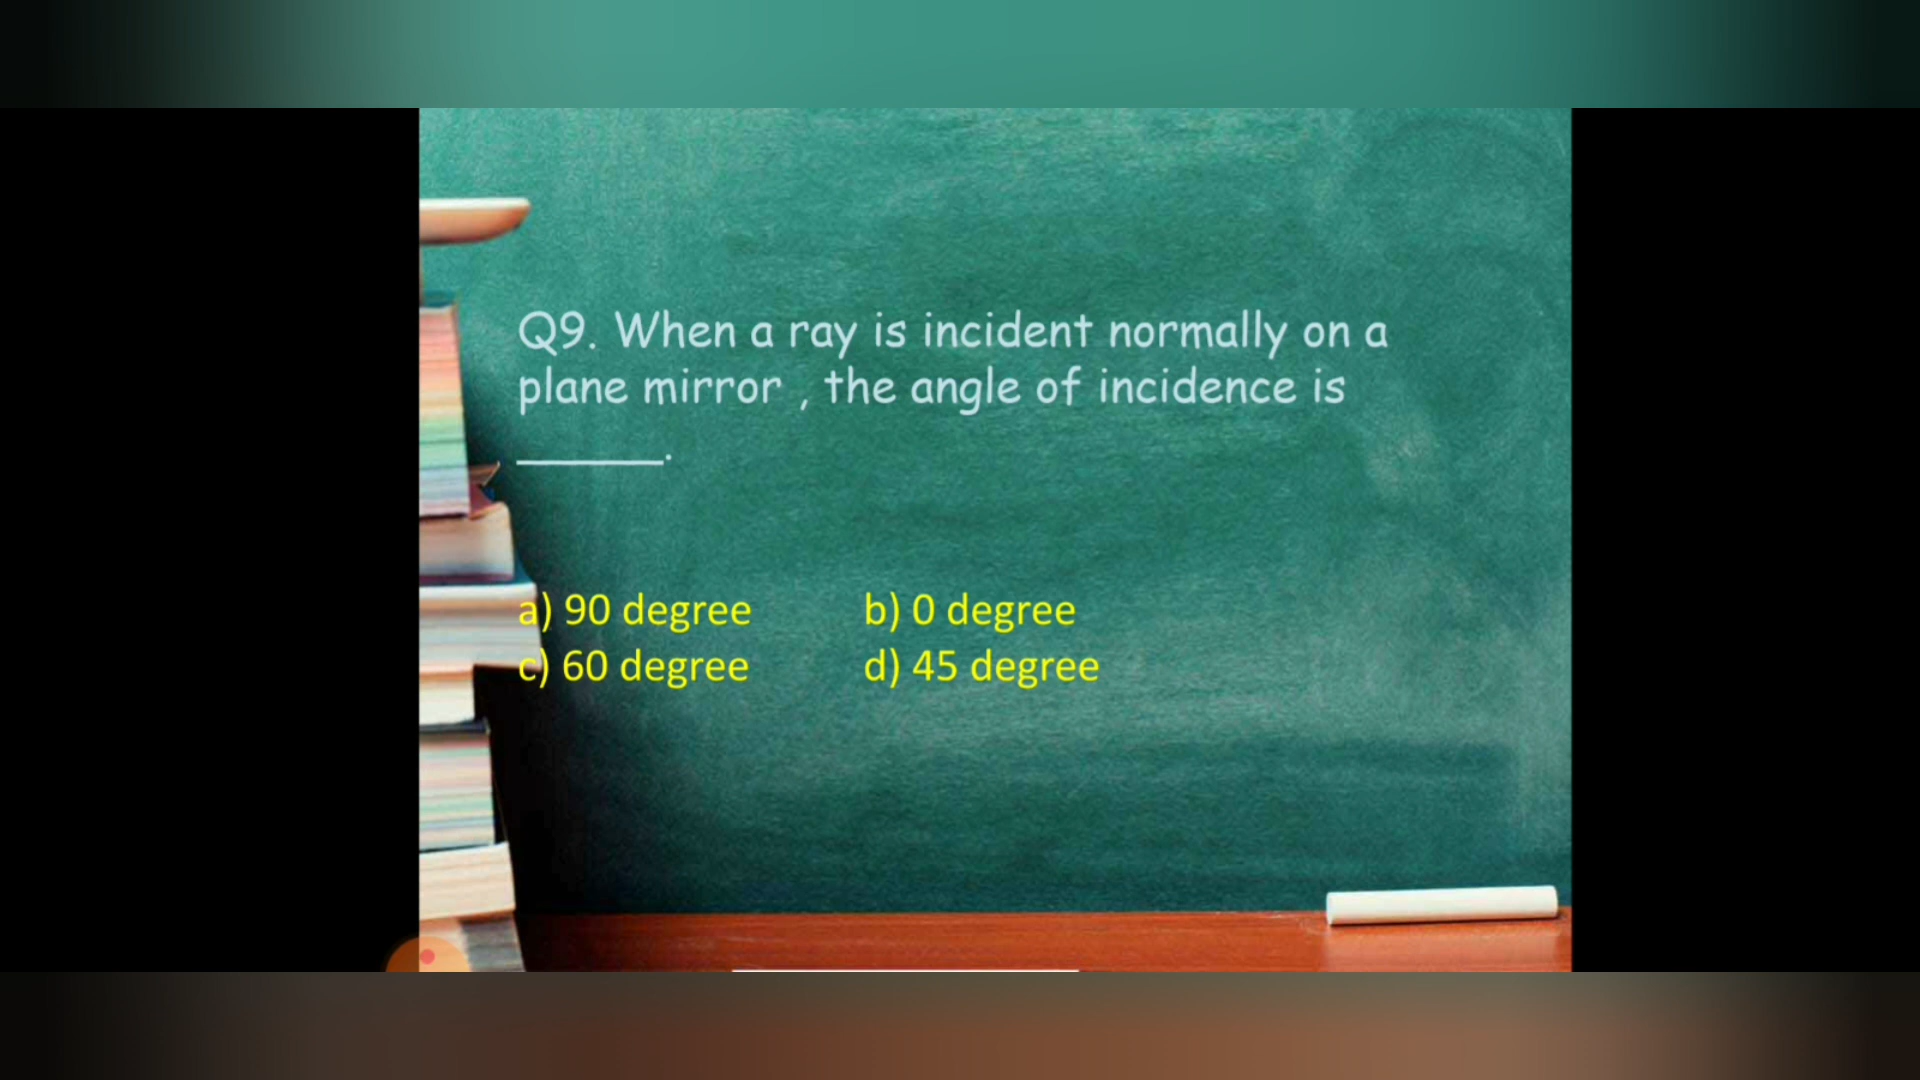 Q9. When a ray is incident normally on a
plane mirror , the angle of incidence is
_______.
a) 90 degree b) 0 degree
c) 60 degree d) 45 degree